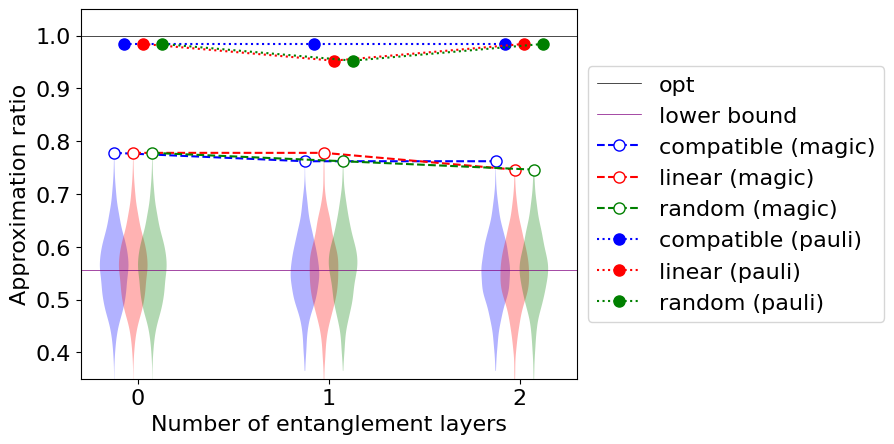 1.0
0.9
0.8
0.7
0.6
0.5
0.4
Approximation ratio
0 1 2
Number of entanglement layers
opt
lower bound
compatible (magic)
linear (magic)
random (magic)
compatible (pauli)
linear (pauli)
random (pauli)